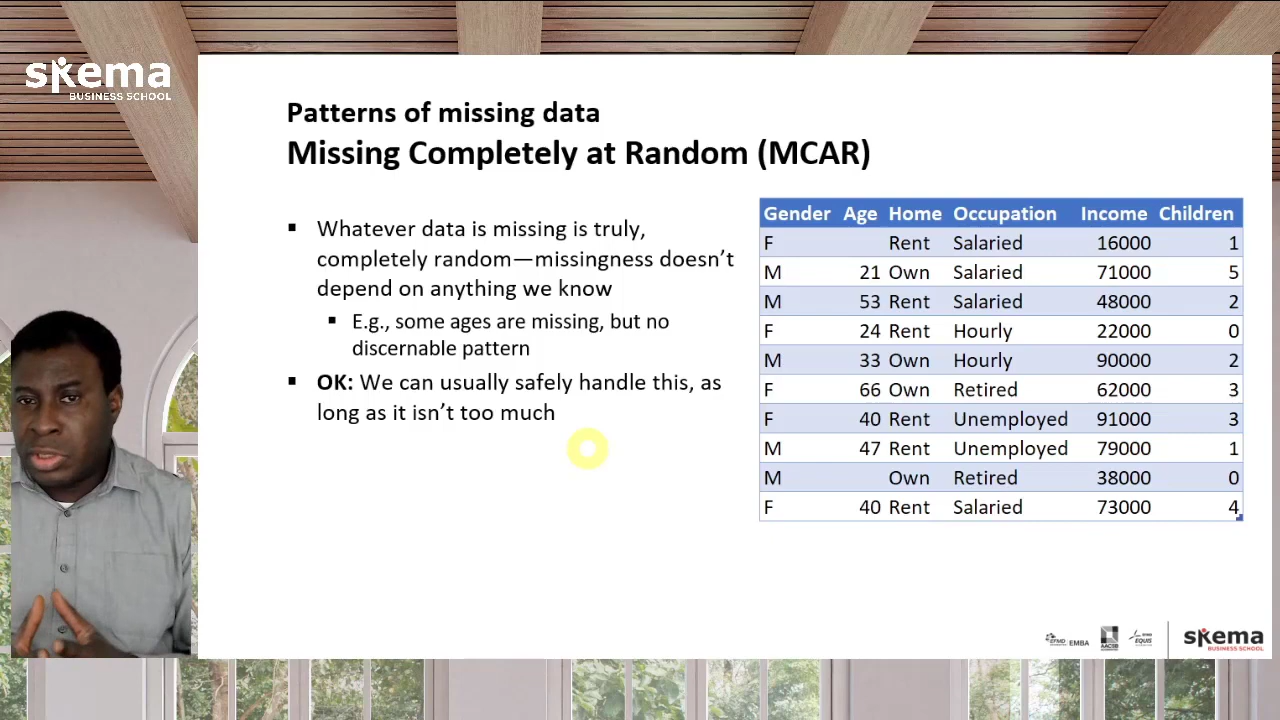 skema
BUSINESS SCHOOL
Patterns of missing data
Missing Completely at Random (MCAR)
▪ Whatever data is missing is truly,
completely random—missingness doesn't
depend on anything we know
▪ E.g., some ages are missing, but no
discernable pattern
▪ OK: We can usually safely handle this, as
long as it isn't too much
Gender Age Home Occupation Income Children
F Rent Salaried 16000 1
M 21 Own Salaried 71000 5
M 53 Rent Salaried 48000 2
F 24 Rent Hourly 22000 0
M 33 Own Hourly 90000 2
F 66 Own Retired 62000 3
F 40 Rent Unemployed 91000 3
M 47 Rent Unemployed 79000 1
M Own Retired 38000 0
F 40 Rent Salaried 73000 4
EFMD EMBA AACSB EQUIS
skema
BUSINESS SCHOOL